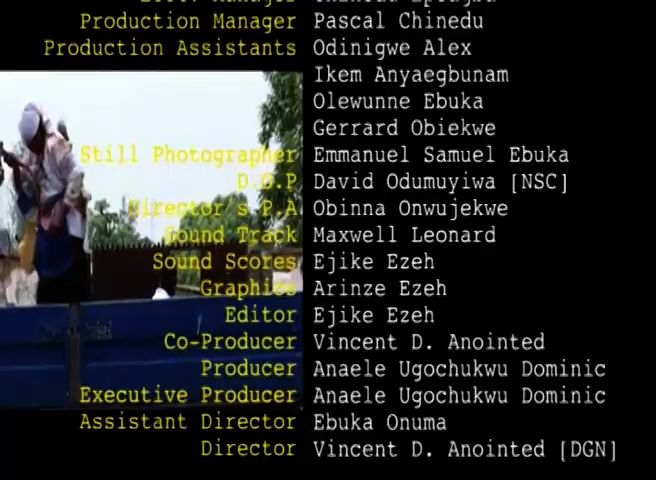 Production Manager Pascal Chinedu
Production Assistants Odinigwe Alex
Ikem Anyaegbunam
Olewunne Ebuka
Gerrard Obiekwe
Still Photographer Emmanuel Samuel Ebuka
D.O.P David Odumuyiwa [NSC]
Director's P.A Obinna Onwujekwe
Sound Track Maxwell Leonard
Sound Scores Ejike Ezeh
Graphics Arinze Ezeh
Editor Ejike Ezeh
Co-Producer Vincent D. Anointed
Producer Anaele Ugochukwu Dominic
Executive Producer Anaele Ugochukwu Dominic
Assistant Director Ebuka Onuma
Director Vincent D. Anointed [DGN]